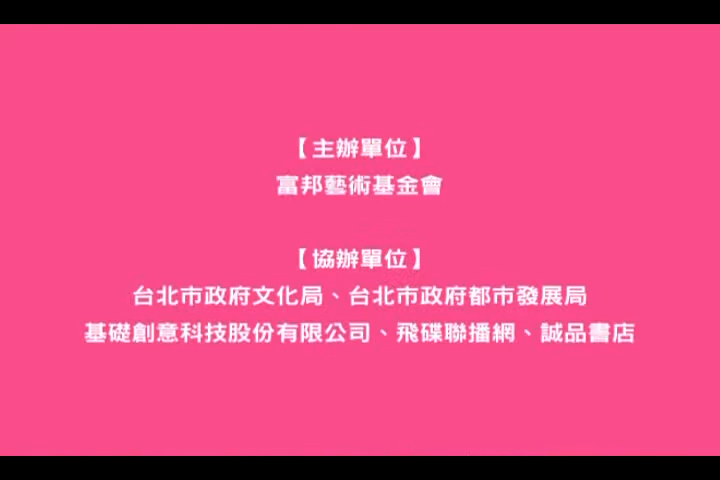 【主辦單位】
富邦藝術基金會
【協辦單位】
台北市政府文化局、台北市政府都市發展局
基礎創意科技股份有限公司、飛碟聯播網、誠品書店